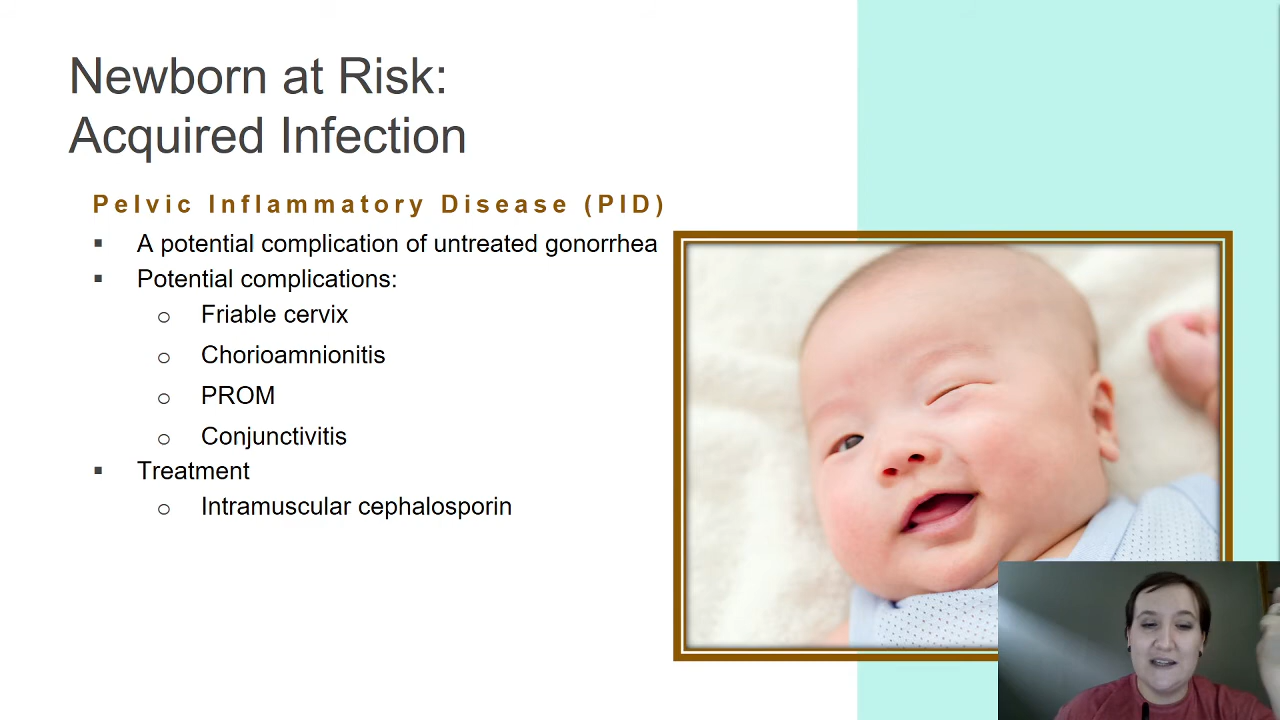 Newborn at Risk:
Acquired Infection
Pelvic Inflammatory Disease (PID)
▪ A potential complication of untreated gonorrhea
▪ Potential complications:
o Friable cervix
o Chorioamnionitis
o PROM
o Conjunctivitis
▪ Treatment
o Intramuscular cephalosporin